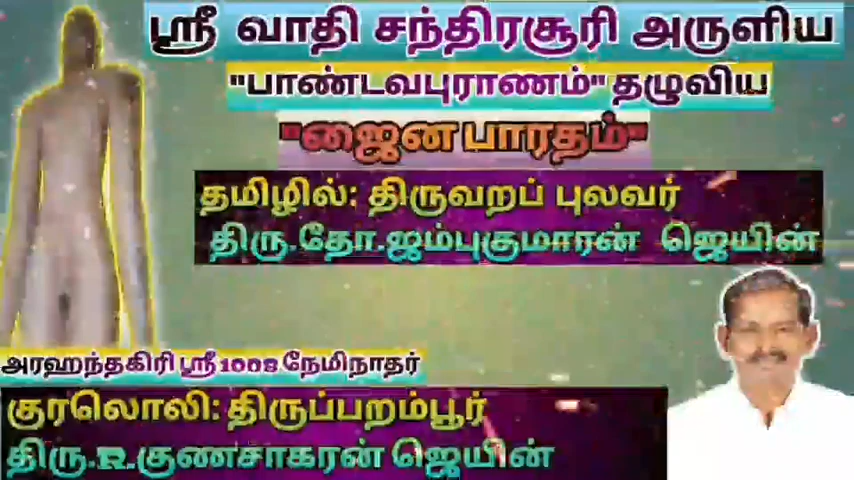 ஸ்ரீ வாதி சந்திரசூரி அருளிய
"பாண்டவபுராணம்" தழுவிய
"ஜைன பாரதம்"
தமிழில்: திருவறப் புலவர்
திரு.தோ.ஜம்புகுமாரன் ஜெயின்
அரஹந்தகிரி ஸ்ரீ 1008 நேமிநாதர்
குரலொலி: திருப்பறம்பூர்
திரு.R.குணசாகரன் ஜெயின்